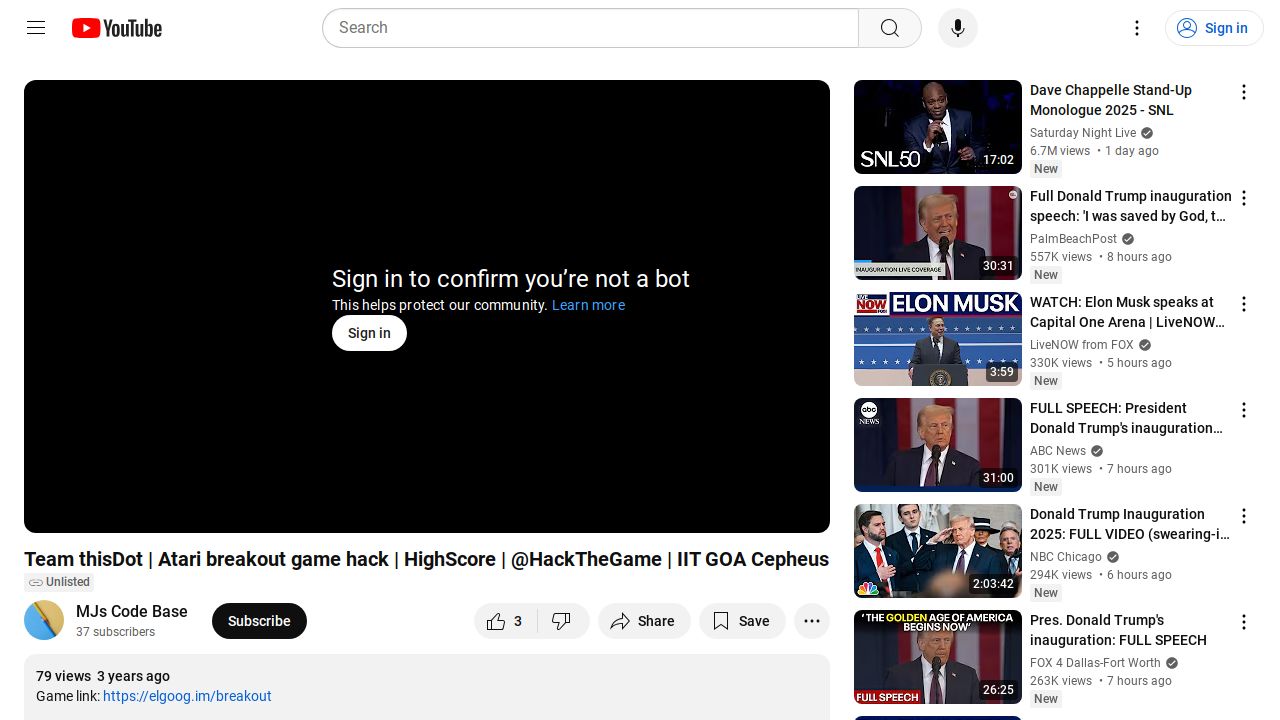 YouTube
Search
Sign in
Sign in to confirm you’re not a bot
This helps protect our community. Learn more
Sign in
Team thisDot | Atari breakout game hack | HighScore | @HackTheGame | IIT GOA Cepheus
Unlisted
MJs Code Base
37 subscribers
Subscribe
3
Share
Save
79 views 3 years ago
Game link: https://elgoog.im/breakout
SNL50
17:02
Dave Chappelle Stand-Up
Monologue 2025 - SNL
Saturday Night Live
6.7M views • 1 day ago
New
INAUGURATION LIVE COVERAGE
30:31
Full Donald Trump inauguration
speech: 'I was saved by God, t...
PalmBeachPost
557K views • 8 hours ago
New
LIVE NOW FOX
ELON MUSK
3:59
WATCH: Elon Musk speaks at
Capital One Arena | LiveNOW...
LiveNOW from FOX
330K views • 5 hours ago
New
abc
NEWS
31:00
FULL SPEECH: President
Donald Trump's inauguration...
ABC News
301K views • 7 hours ago
New
2:03:42
Donald Trump Inauguration
2025: FULL VIDEO (swearing-i...
NBC Chicago
294K views • 6 hours ago
New
‘ THE GOLDEN AGE OF AMERICA
BEGINS NOW”
FULL SPEECH
26:25
Pres. Donald Trump's
inauguration: FULL SPEECH
FOX 4 Dallas-Fort Worth
263K views • 7 hours ago
New